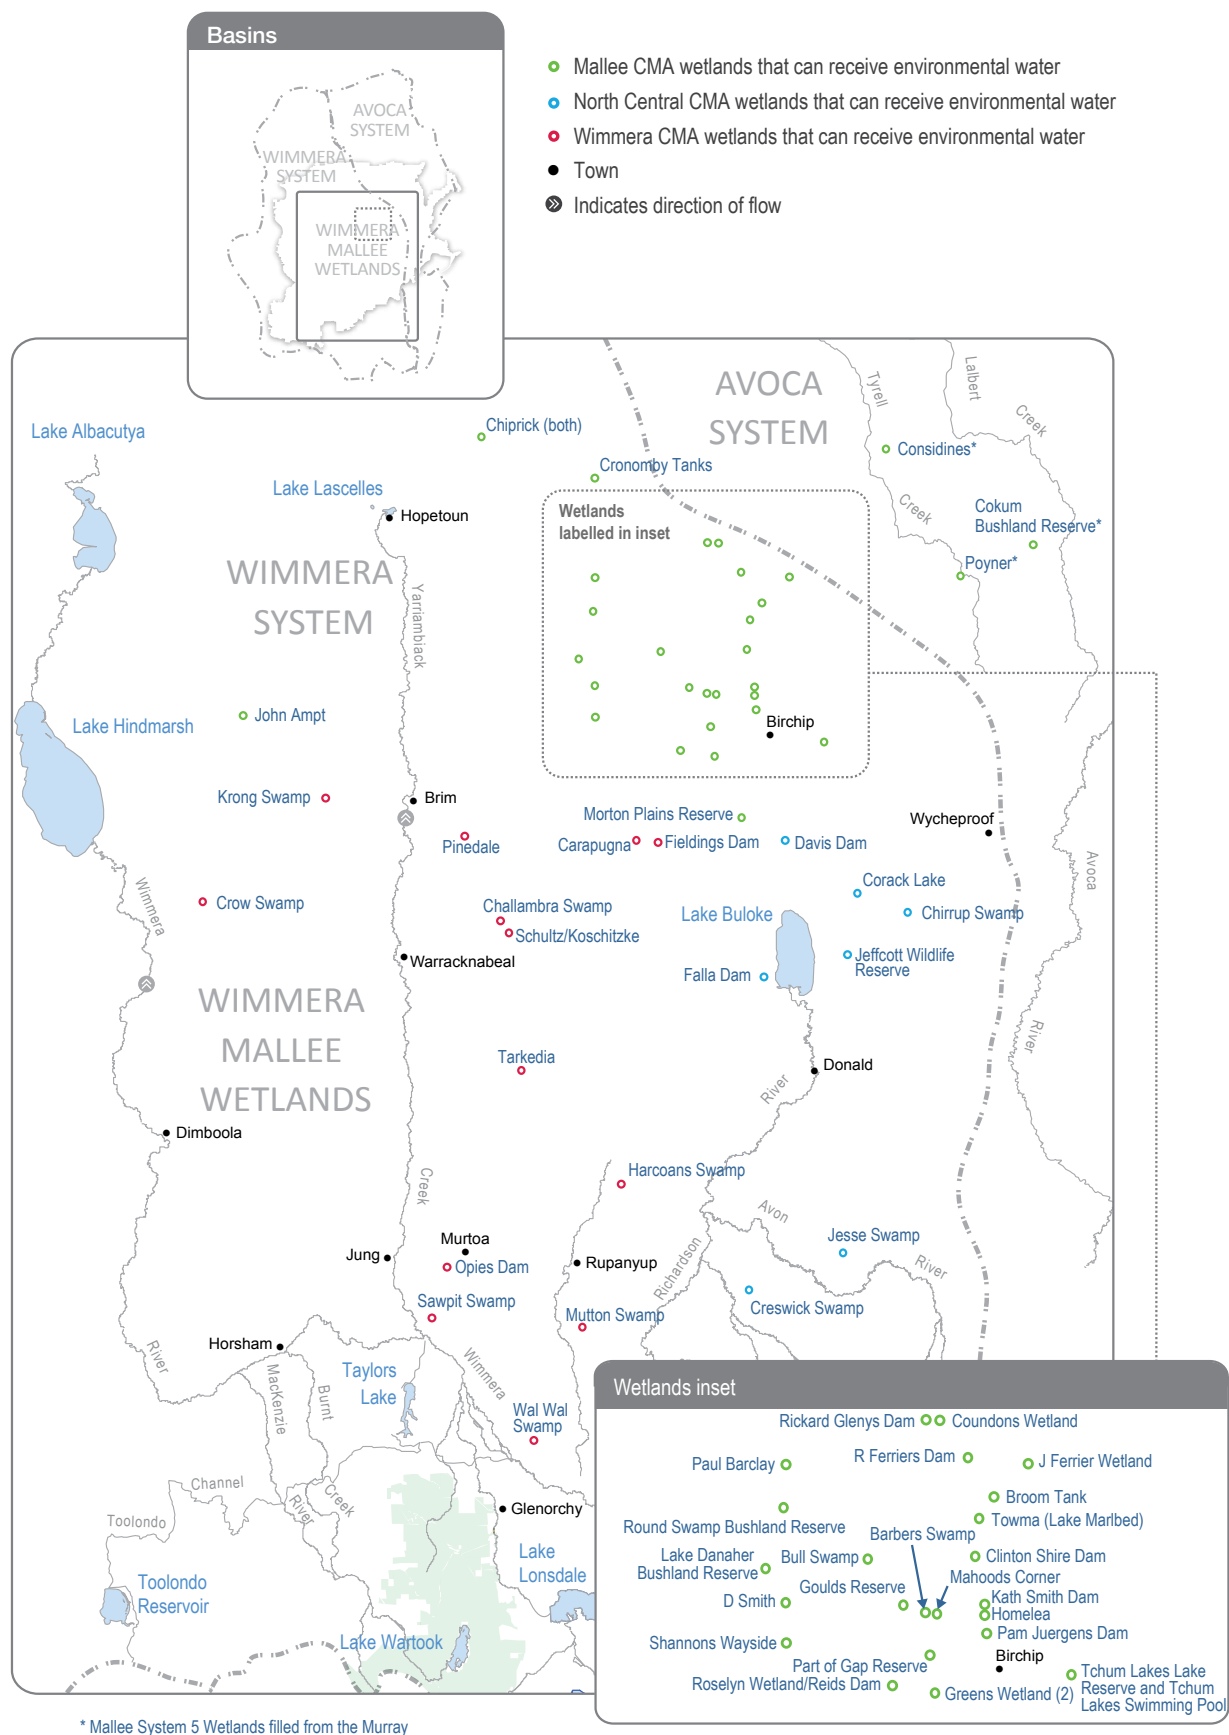 Basins
AVOCA
SYSTEM
WIMMERA
SYSTEM
WIMMERA
MALLEE
WETLANDS
Mallee CMA wetlands that can receive environmental water
North Central CMA wetlands that can receive environmental water
Wimmera CMA wetlands that can receive environmental water
Town
Indicates direction of flow
AVOCA
SYSTEM
Tyrell
Creek
Lalbert
Creek
Lake Albacutya
Chiprick (both)
Considines*
Cronomby Tanks
Lake Lascelles
Hopetoun
Wetlands
labelled in inset
Cokum
Bushland Reserve*
Poyner*
WIMMERA
SYSTEM
Yarriambiack
Lake Hindmarsh
John Ampt
Birchip
Krong Swamp
Brim
Morton Plains Reserve
Wycheproof
Pinedale
Carapugna
Fieldings Dam
Davis Dam
Avoca
Wimmera
Crow Swamp
Challambra Swamp
Schultz/Koschitzke
Corack Lake
Lake Buloke
Chirrup Swamp
Warracknabeal
Jeffcott Wildlife
Reserve
Falla Dam
WIMMERA
MALLEE
WETLANDS
River
Tarkedia
Donald
River
Dimboola
Creek
Harcoans Swamp
Avon
Jesse Swamp
River
Murtoa
Jung
Opies Dam
Rupanyup
Richardson
Creswick Swamp
Sawpit Swamp
Mutton Swamp
Horsham
River
MacKenzie
Burnt
Taylors
Lake
Wimmera
Wal Wal
Swamp
Channel
Toolondo
River
Creek
Glenorchy
Lake
Lonsdale
Toolondo
Reservoir
Lake Wartook
Wetlands inset
Rickard Glenys Dam
Coundons Wetland
Paul Barclay
R Ferriers Dam
J Ferrier Wetland
Broom Tank
Round Swamp Bushland Reserve
Towma (Lake Marlbed)
Barbers Swamp
Lake Danaher
Bushland Reserve
Bull Swamp
Clinton Shire Dam
Mahoods Corner
Goulds Reserve
D Smith
Kath Smith Dam
Homelea
Pam Juergens Dam
Shannons Wayside
Part of Gap Reserve
Birchip
Roselyn Wetland/Reids Dam
Greens Wetland (2)
Tchum Lakes Lake
Reserve and Tchum
Lakes Swimming Pool
* Mallee System 5 Wetlands filled from the Murray